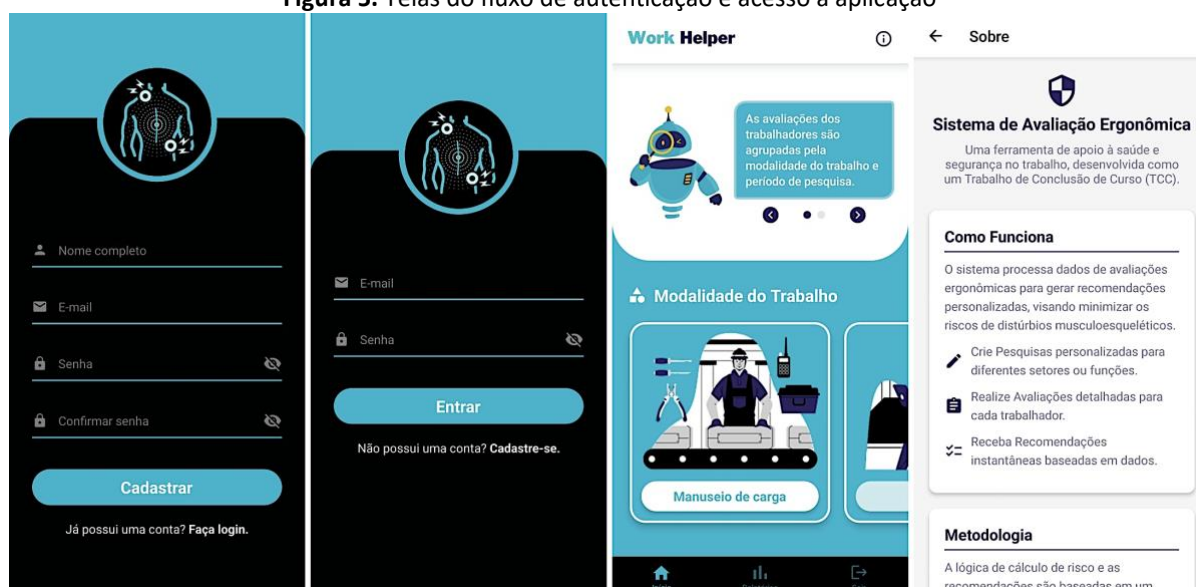 Figura 5. Telas do fluxo de autenticação e acesso à aplicação
Nome completo
E-mail
Senha
Confirmar senha
Cadastrar
Já possui uma conta? Faça login.
E-mail
Senha
Entrar
Não possui uma conta? Cadastre-se.
Work Helper
As avaliações dos
trabalhadores são
agrupadas pela
modalidade do trabalho e
período de pesquisa.
Modalidade do Trabalho
Manuseio de carga
Sobre
Sistema de Avaliação Ergonômica
Uma ferramenta de apoio à saúde e
segurança no trabalho, desenvolvida como
um Trabalho de Conclusão de Curso (TCC).
Como Funciona
O sistema processa dados de avaliações
ergonômicas para gerar recomendações
personalizadas, visando minimizar os
riscos de distúrbios musculoesqueléticos.
Crie Pesquisas personalizadas para
diferentes setores ou funções.
Realize Avaliações detalhadas para
cada trabalhador.
Receba Recomendações
instantâneas baseadas em dados.
Metodologia
A lógica de cálculo de risco e as
recomendações são baseadas em um